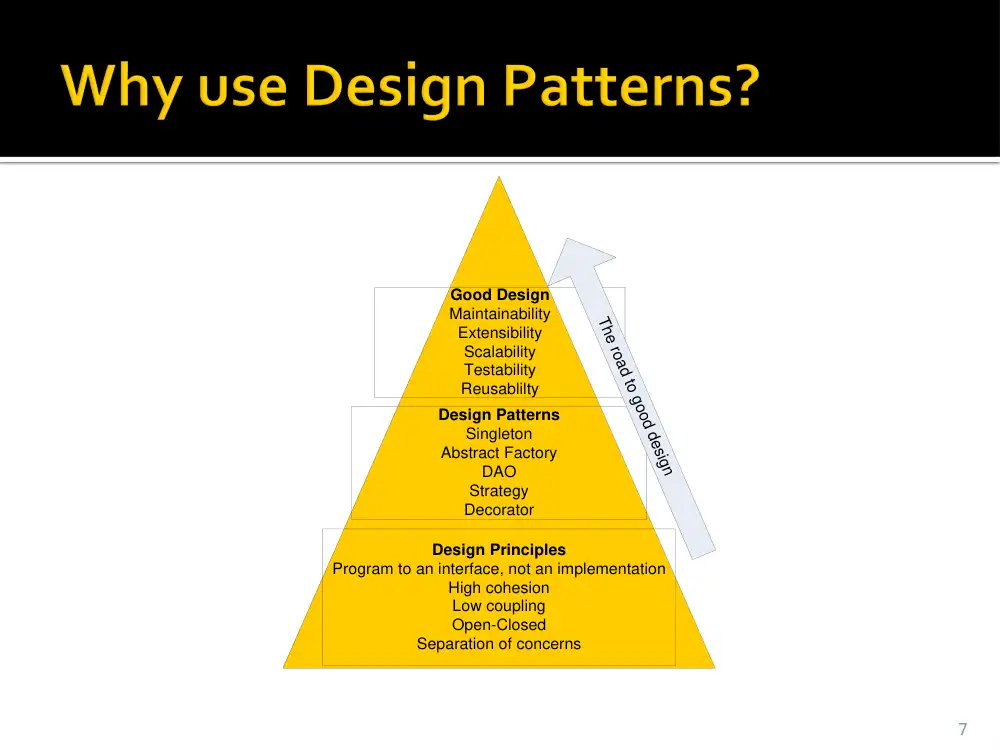 Why use Design Patterns?
Good Design
Maintainability
Extensibility
Scalability
Testability
Reusablilty
The road to good design
Design Patterns
Singleton
Abstract Factory
DAO
Strategy
Decorator
Design Principles
Program to an interface, not an implementation
High cohesion
Low coupling
Open-Closed
Separation of concerns
7